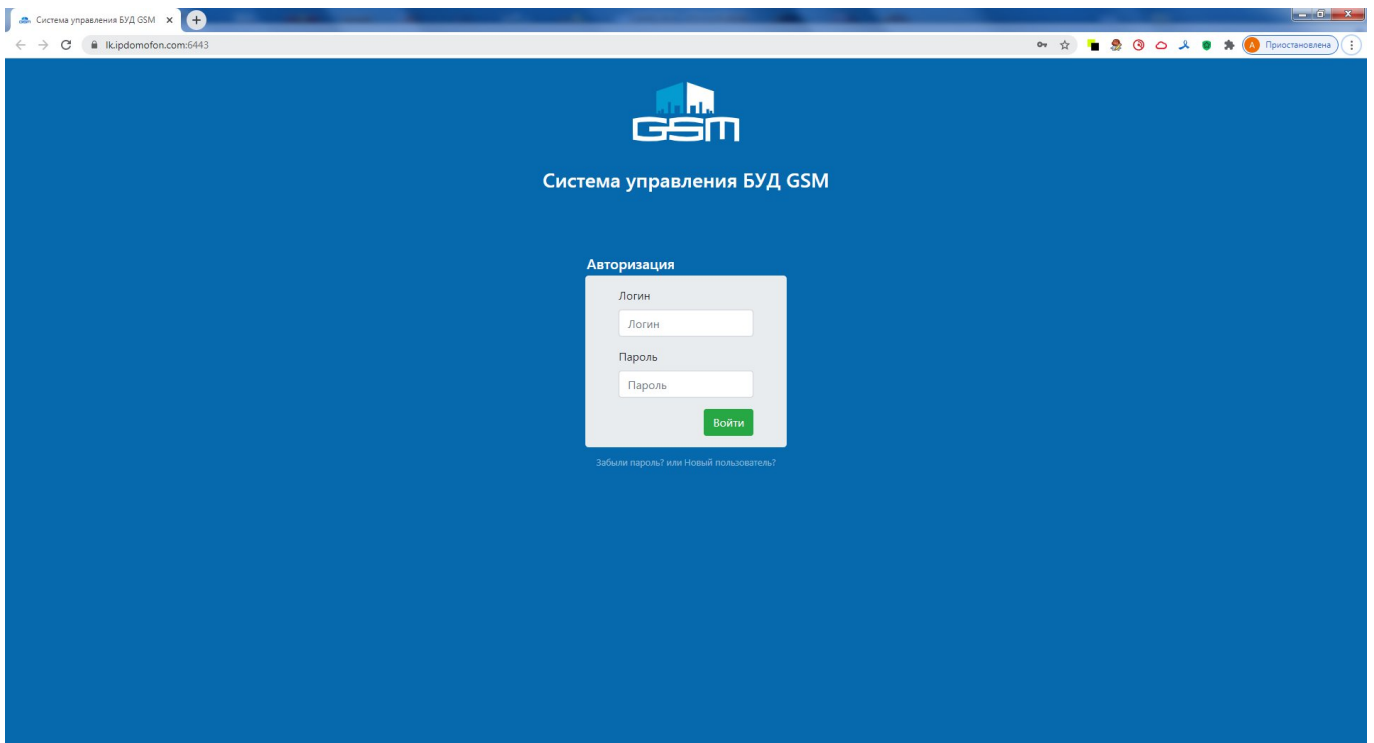 Система управления БУД GSM
lk.ipdomofon.com:6443
Приостановлена
GSM
Система управления БУД GSM
Авторизация
Логин
Логин
Пароль
Пароль
Войти
Забыли пароль? или Новый пользователь?